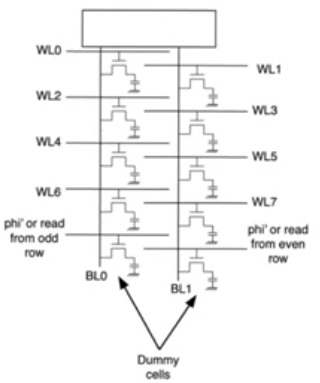 WL0
WL1
WL2
WL3
WL4
WL5
WL6
WL7
phi' or read
from odd
row
phi' or read
from even
row
BL0
BL1
Dummy
cells